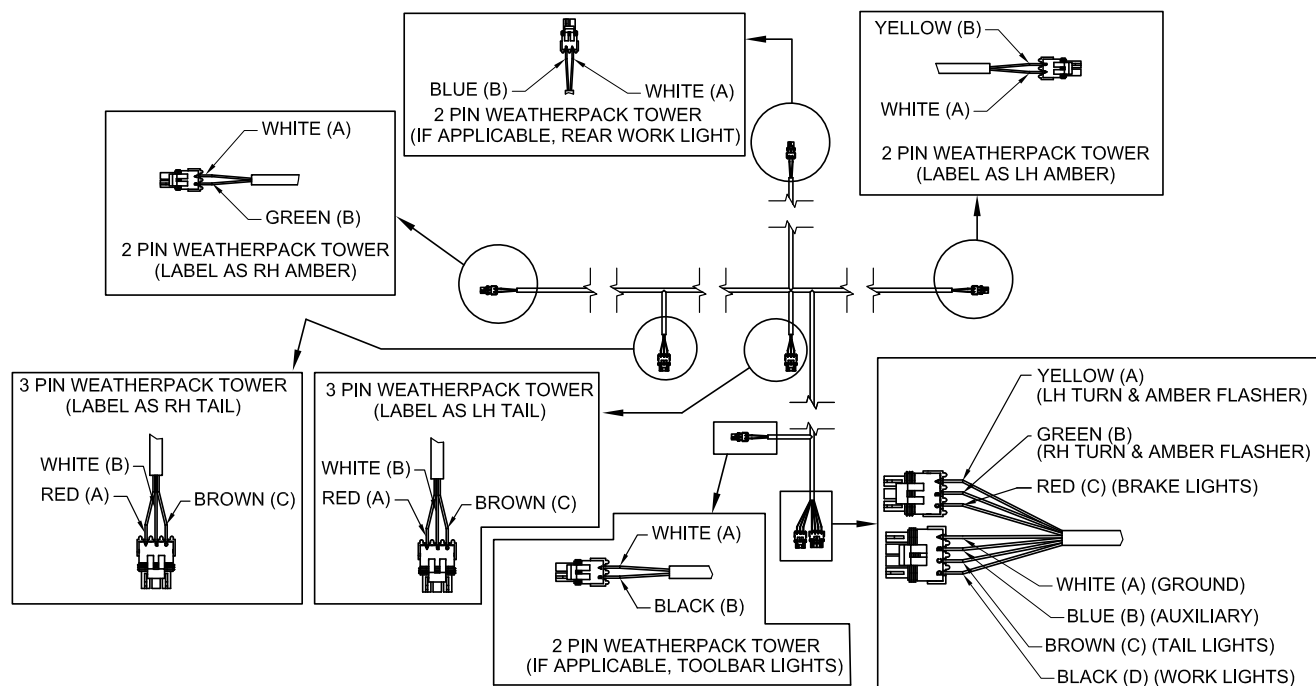 BLUE (B)
WHITE (A)
2 PIN WEATHERPACK TOWER
(IF APPLICABLE, REAR WORK LIGHT)
YELLOW (B)
WHITE (A)
2 PIN WEATHERPACK TOWER
(LABEL AS LH AMBER)
WHITE (A)
GREEN (B)
2 PIN WEATHERPACK TOWER
(LABEL AS RH AMBER)
3 PIN WEATHERPACK TOWER
(LABEL AS RH TAIL)
WHITE (B)
RED (A)
BROWN (C)
3 PIN WEATHERPACK TOWER
(LABEL AS LH TAIL)
WHITE (B)
RED (A)
BROWN (C)
WHITE (A)
BLACK (B)
2 PIN WEATHERPACK TOWER
(IF APPLICABLE, TOOLBAR LIGHTS)
YELLOW (A)
(LH TURN & AMBER FLASHER)
GREEN (B)
(RH TURN & AMBER FLASHER)
RED (C) (BRAKE LIGHTS)
WHITE (A) (GROUND)
BLUE (B) (AUXILIARY)
BROWN (C) (TAIL LIGHTS)
BLACK (D) (WORK LIGHTS)